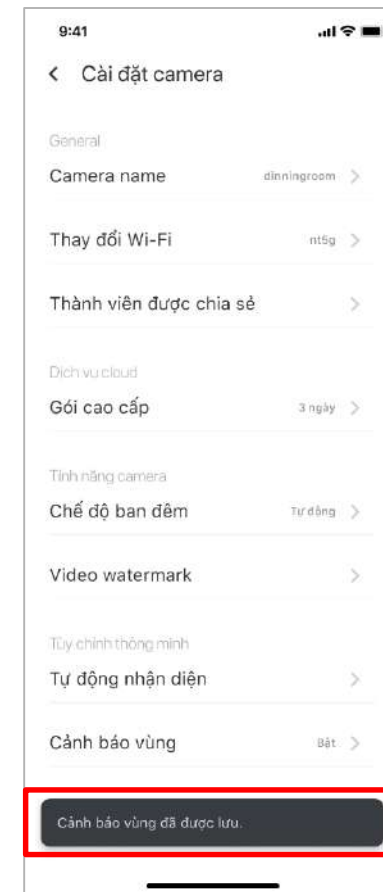 9:41
Cài đặt camera
General
Camera name dinningroom
Thay đổi Wi-Fi nt5g
Thành viên được chia sẻ
Dịch vụ cloud
Gói cao cấp 3 ngày
Tính năng camera
Chế độ ban đêm Tự động
Video watermark
Tùy chỉnh thông minh
Tự động nhận diện
Cảnh báo vùng Bật
Cảnh báo vùng đã được lưu.